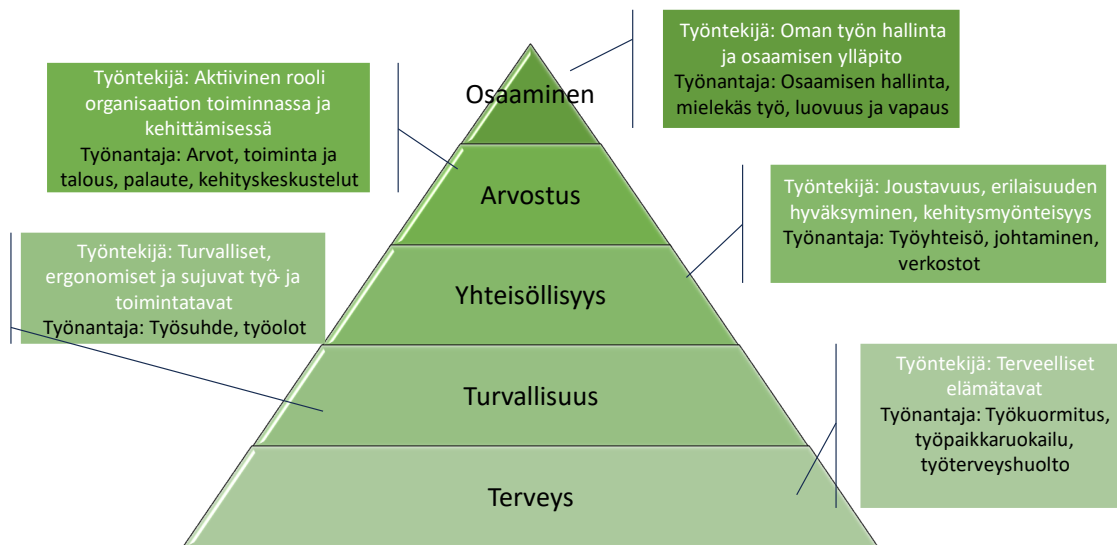 Työntekijä: Oman työn hallinta
ja osaamisen ylläpito
Työnantaja: Osaamisen hallinta,
mielekäs työ, luovuus ja vapaus
Työntekijä: Aktiivinen rooli
organisaation toiminnassa ja
kehittämisessä
Työnantaja: Arvot, toiminta ja
talous, palaute, kehityskeskustelut
Osaaminen
Arvostus
Työntekijä: Joustavuus, erilaisuuden
hyväksyminen, kehitysmyönteisyys
Työnantaja: Työyhteisö, johtaminen,
verkostot
Työntekijä: Turvalliset,
ergonomiset ja sujuvat työ- ja
toimintatavat
Työnantaja: Työsuhde, työolot
Yhteisöllisyys
Turvallisuus
Työntekijä: Terveelliset
elämätavat
Työnantaja: Työkuormitus,
työpaikkaruokailu,
työterveyshuolto
Terveys